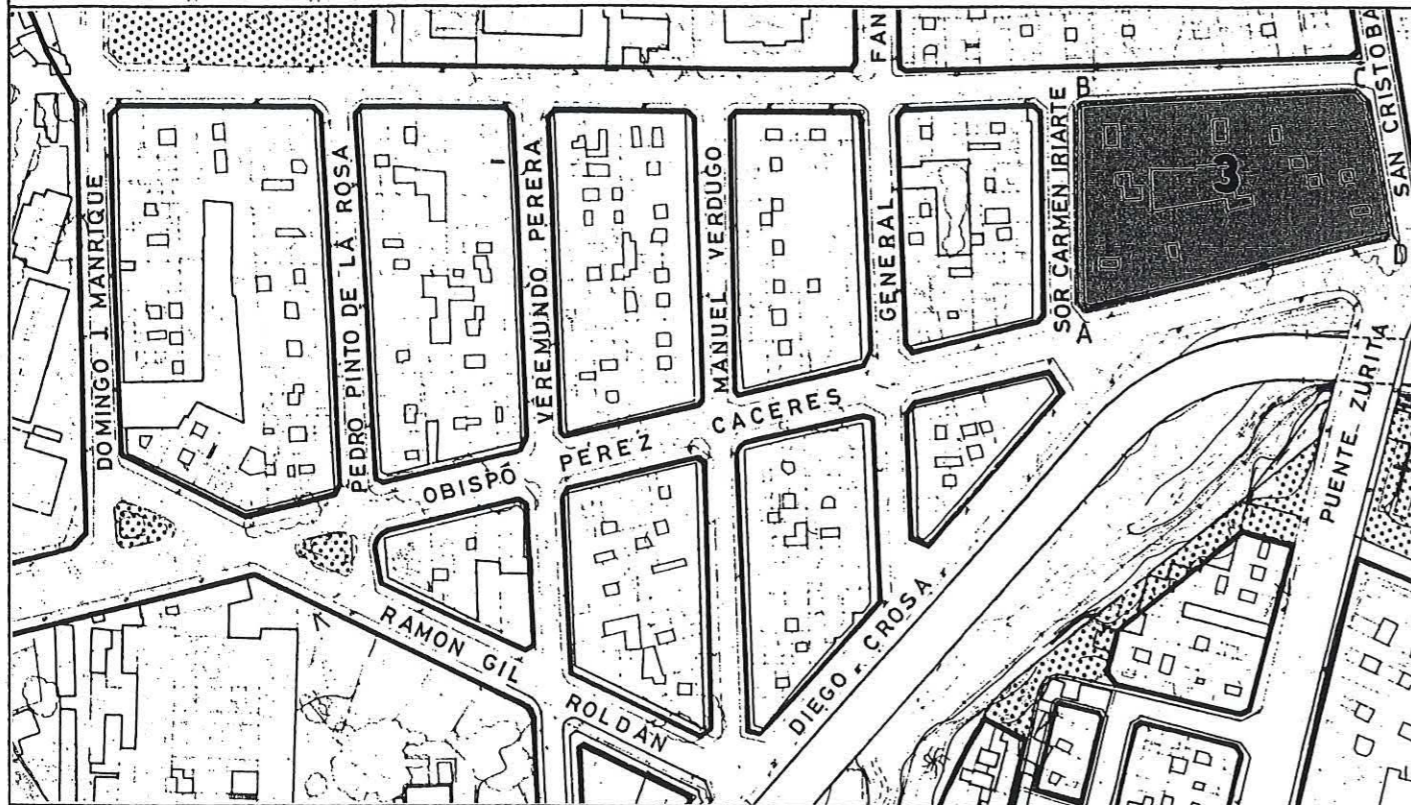 FAN
SAN CRISTOBA
B
C
3
SOR CARMEN IRIARTE
DOMINGO J MANRIQUE
PEDRO PINTO DE LA ROSA
VEREMUNDO PERERA
MANUEL VERDUGO
GENERAL
A
D
OBISPO PEREZ CACERES
PUENTE ZURITA
DIEGO CROSA
RAMON GIL ROLDAN